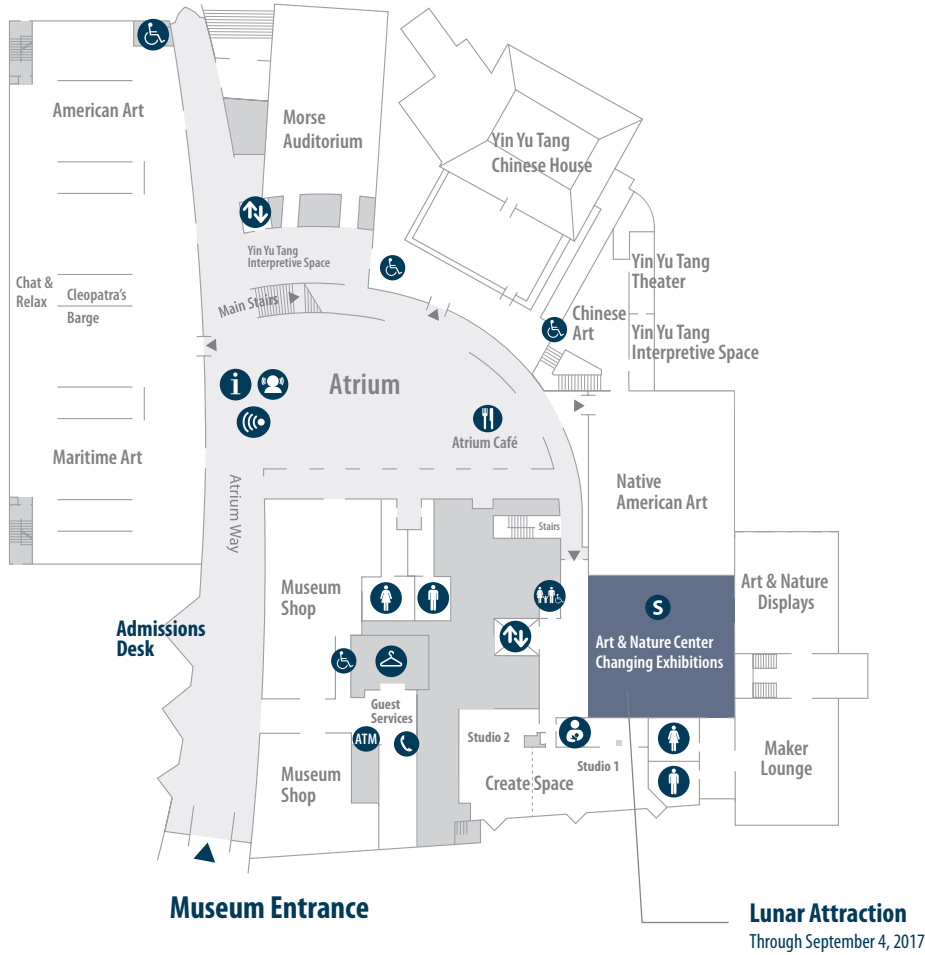 American Art
Morse
Auditorium
Yin Yu Tang
Chinese House
Yin Yu Tang
Interpretive Space
Yin Yu Tang
Theater
Chat &
Relax
Cleopatra's
Barge
Main Stairs
Chinese
Art
Yin Yu Tang
Interpretive Space
i
Atrium
Atrium Café
Maritime Art
Atrium Way
Native
American Art
Stairs
Museum
Shop
Art & Nature
Displays
S
Admissions
Desk
Art & Nature Center
Changing Exhibitions
Guest
Services
ATM
Studio 2
Studio 1
Maker
Lounge
Museum
Shop
Create Space
Museum Entrance
Lunar Attraction
Through September 4, 2017